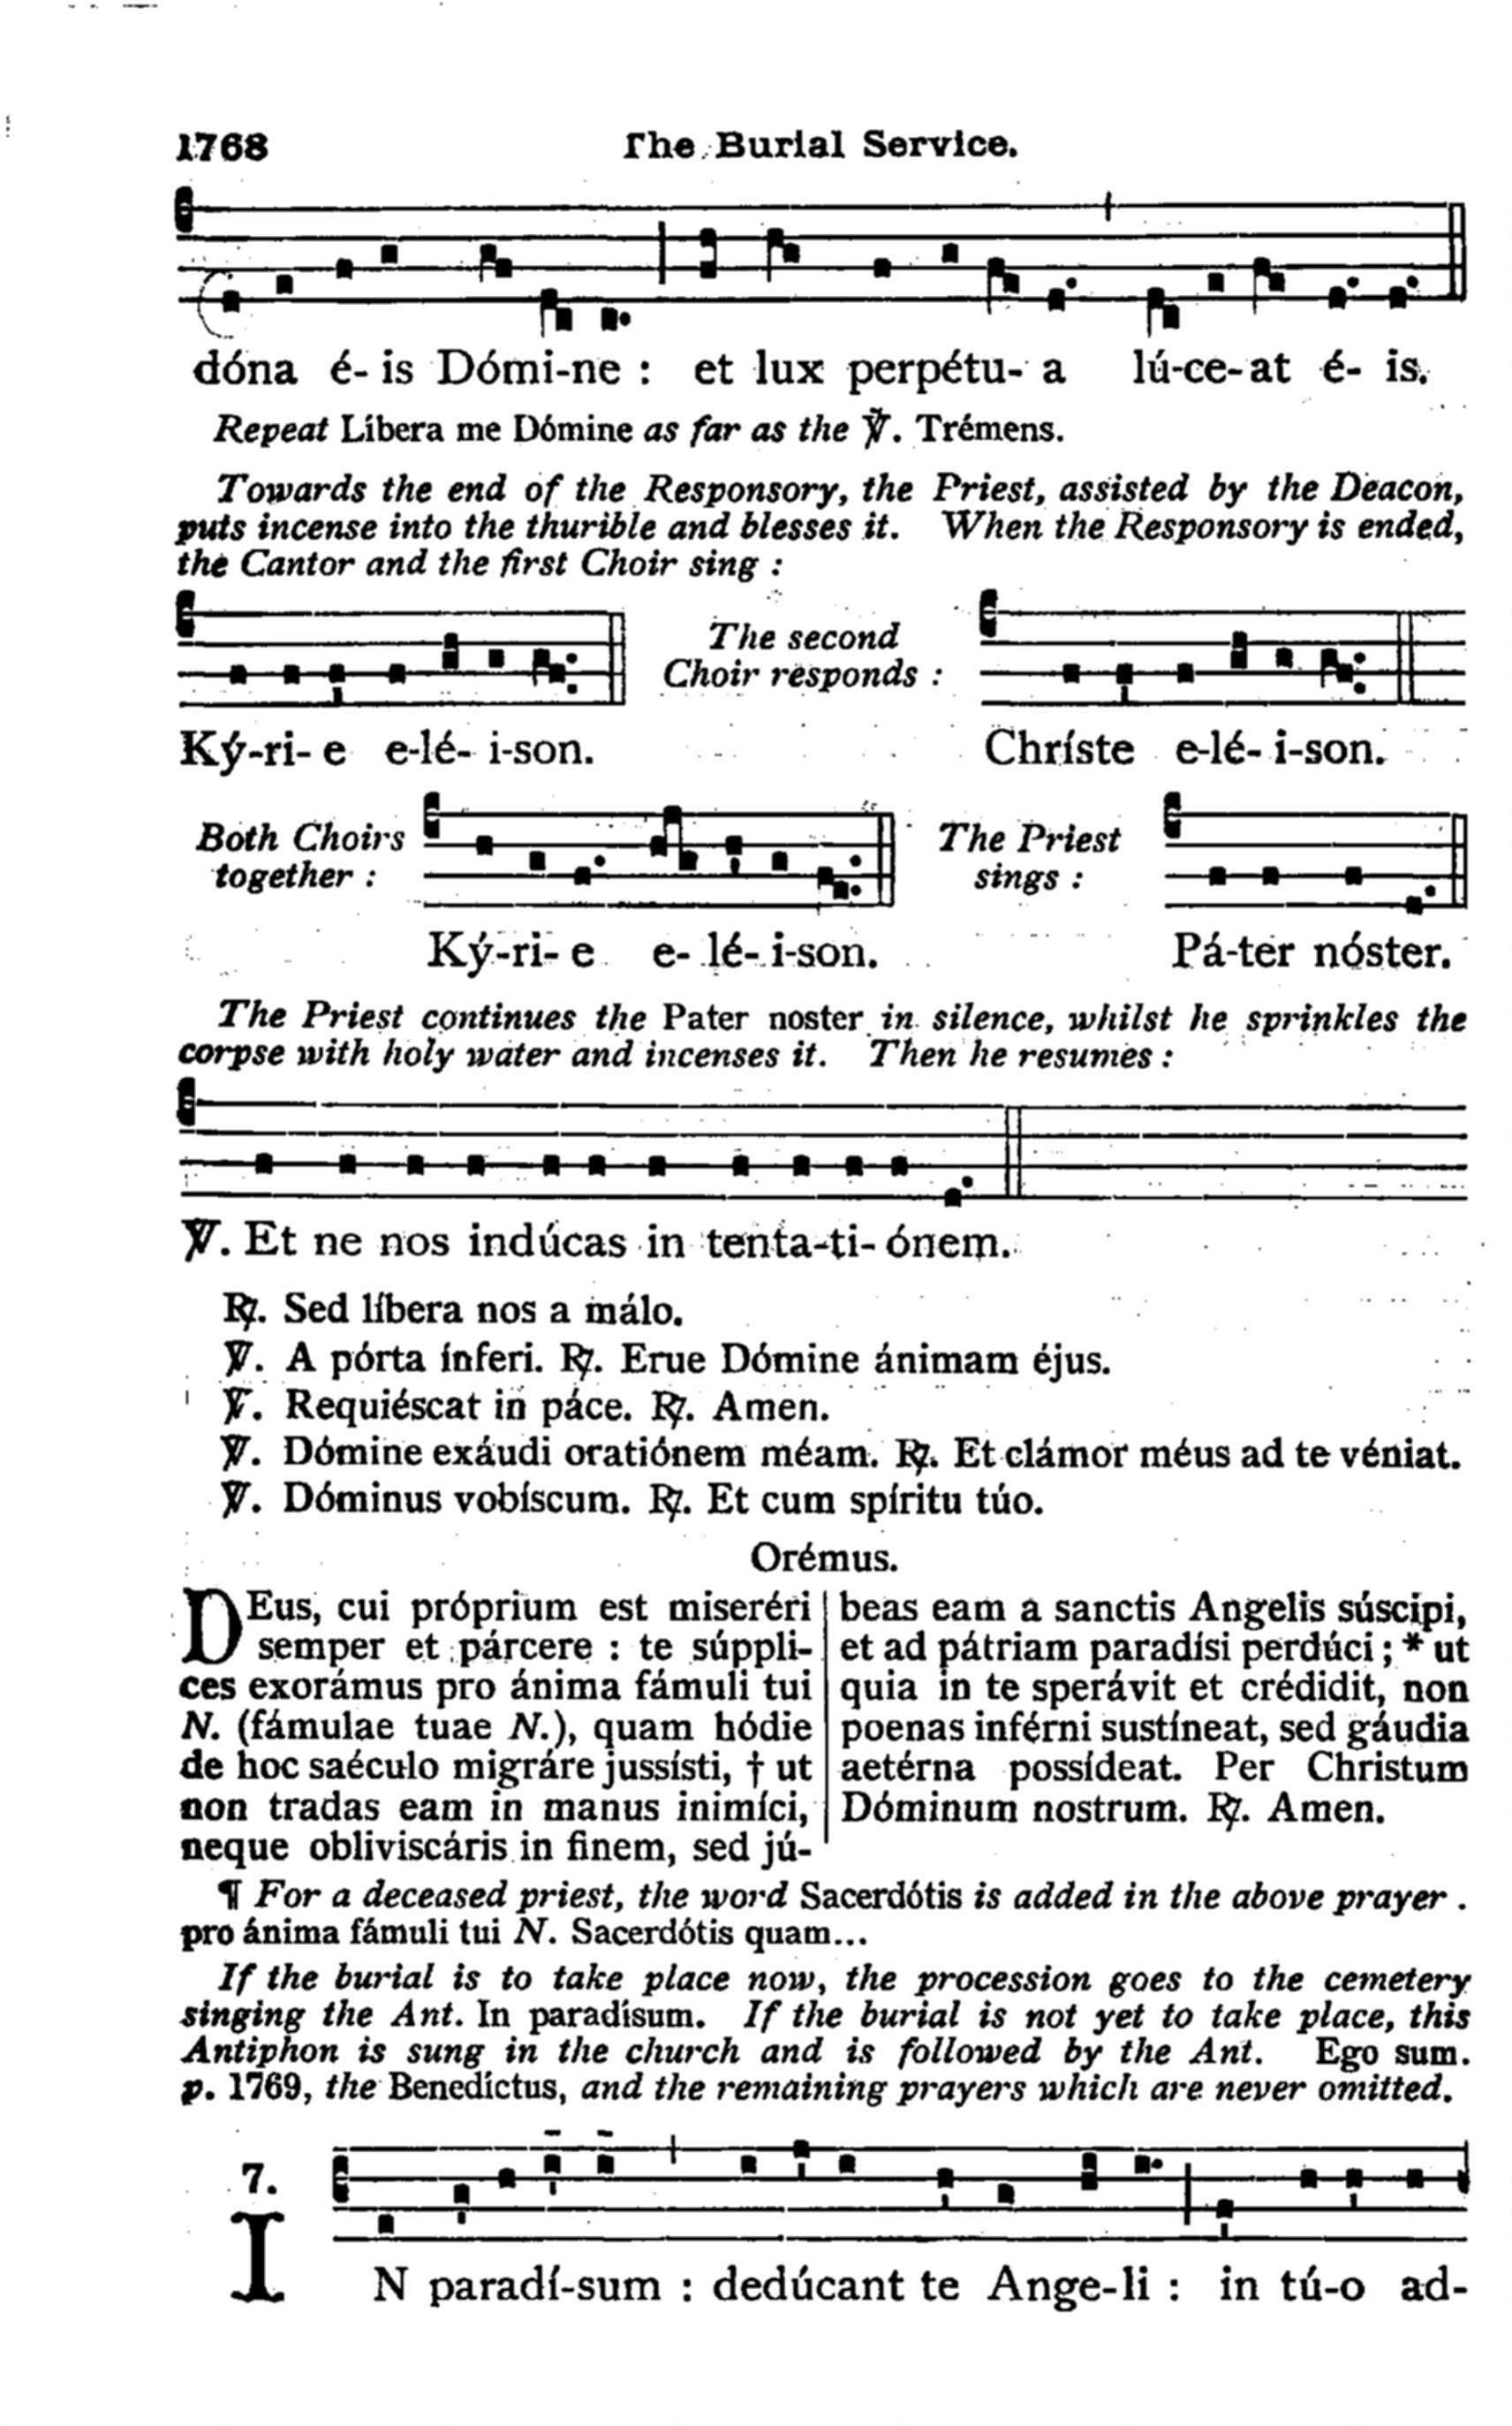 1768 The Burial Service.
dóna é- is Dómi-ne : et lux perpétu- a lú-ce-at é- is.
Repeat Líbera me Dómine as far as the ℣. Trémens.
Towards the end of the Responsory, the Priest, assisted by the Deacon,
puts incense into the thurible and blesses it. When the Responsory is ended,
the Cantor and the first Choir sing :
The second
Choir responds :
Ký-ri- e e-lé- i-son.
Christe e-lé- i-son.
Both Choirs
together :
The Priest
sings :
Ký-ri- e e- lé- i-son.
Pá-ter nóster.
The Priest continues the Pater noster in silence, whilst he sprinkles the
corpse with holy water and incenses it. Then he resumes :
℣. Et ne nos indúcas in tenta-ti- ónem.
℟. Sed líbera nos a málo.
℣. A pórta ínferi. ℟. Erue Dómine ánimam éjus.
℣. Requiéscat in páce. ℟. Amen.
℣. Dómine exáudi oratiónem méam. ℟. Et clámor méus ad te véniat.
℣. Dóminus vobíscum. ℟. Et cum spíritu túo.
Orémus.
DEus, cui próprium est miseréri
semper et párcere : te súppli-
ces exorámus pro ánima fámuli tui
N. (fámulae tuae N.), quam hódie
de hoc saéculo migráre jussísti, † ut
non tradas eam in manus inimíci,
neque obliviscáris in finem, sed jú-
beas eam a sanctis Angelis súscipi,
et ad pátriam paradísi perdúci ; * ut
quia in te sperávit et crédidit, non
poenas inférni sustíneat, sed gáudia
aetérna possídeat. Per Christum
Dóminum nostrum. ℟. Amen.
¶ For a deceased priest, the word Sacerdótis is added in the above prayer .
pro ánima fámuli tui N. Sacerdótis quam...
If the burial is to take place now, the procession goes to the cemetery
singing the Ant. In paradísum. If the burial is not yet to take place, this
Antiphon is sung in the church and is followed by the Ant. Ego sum.
p. 1769, the Benedíctus, and the remaining prayers which are never omitted.
7.
IN paradí-sum : dedúcant te Ange-li : in tú-o ad-